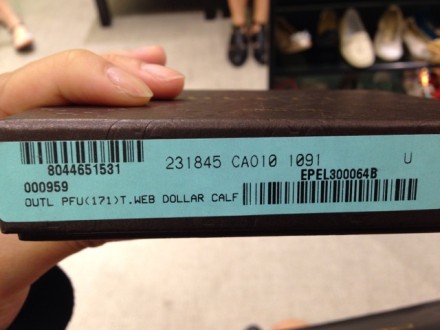 8044651531
231845 CA010 1091 U
000959
EPEL300064B
OUTL PFU(171)T.WEB DOLLAR CALF